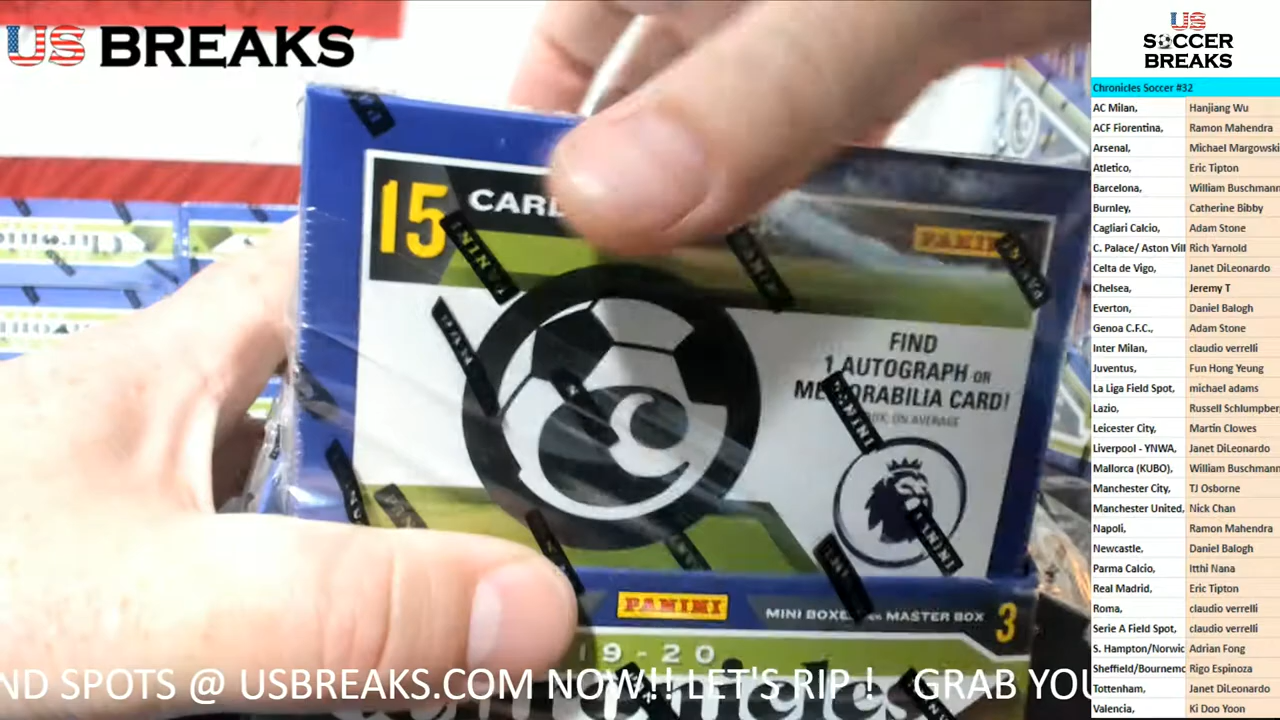 US BREAKS
15 CARD
PANINI
FIND
1 AUTOGRAPH OR
MEMORABILIA CARD!
BOX, ON AVERAGE
PANINI
MINI BOXES PER MASTER BOX 3
19-20
ND SPOTS @ USBREAKS.COM NOW!! LET'S RIP ! GRAB YOU
US
SOCCER
BREAKS
Chronicles Soccer #32
AC Milan, Hanjiang Wu
ACF Fiorentina, Ramon Mahendra
Arsenal, Michael Margowski
Atletico, Eric Tipton
Barcelona, William Buschmann
Burnley, Catherine Bibby
Cagliari Calcio, Adam Stone
C. Palace/ Aston Vill Rich Yarnold
Celta de Vigo, Janet DiLeonardo
Chelsea, Jeremy T
Everton, Daniel Balogh
Genoa C.F.C., Adam Stone
Inter Milan, claudio verrelli
Juventus, Fun Hong Yeung
La Liga Field Spot, michael adams
Lazio, Russell Schlumper
Leicester City, Martin Clowes
Liverpool - YNWA, Janet DiLeonardo
Mallorca (KUBO), William Buschmann
Manchester City, TJ Osborne
Manchester United, Nick Chan
Napoli, Ramon Mahendra
Newcastle, Daniel Balogh
Parma Calcio, Itthi Nana
Real Madrid, Eric Tipton
Roma, claudio verrelli
Serie A Field Spot, claudio verrelli
S. Hampton/Norwic Adrian Fong
Sheffield/Bournemo Rigo Espinoza
Tottenham, Janet DiLeonardo
Valencia, Ki Doo Yoon